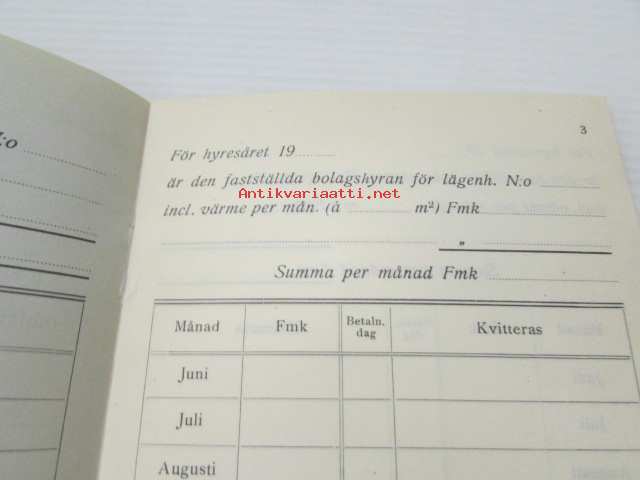 :o
3
För hyresåret 19
är den fastställda bolagshyran för lägenh. N:o
Antikvariaatti.net
incl. värme per mån. (å m²) Fmk
"
Summa per månad Fmk
Månad Fmk Betaln. dag Kvitteras
Juni
Juli
Augusti